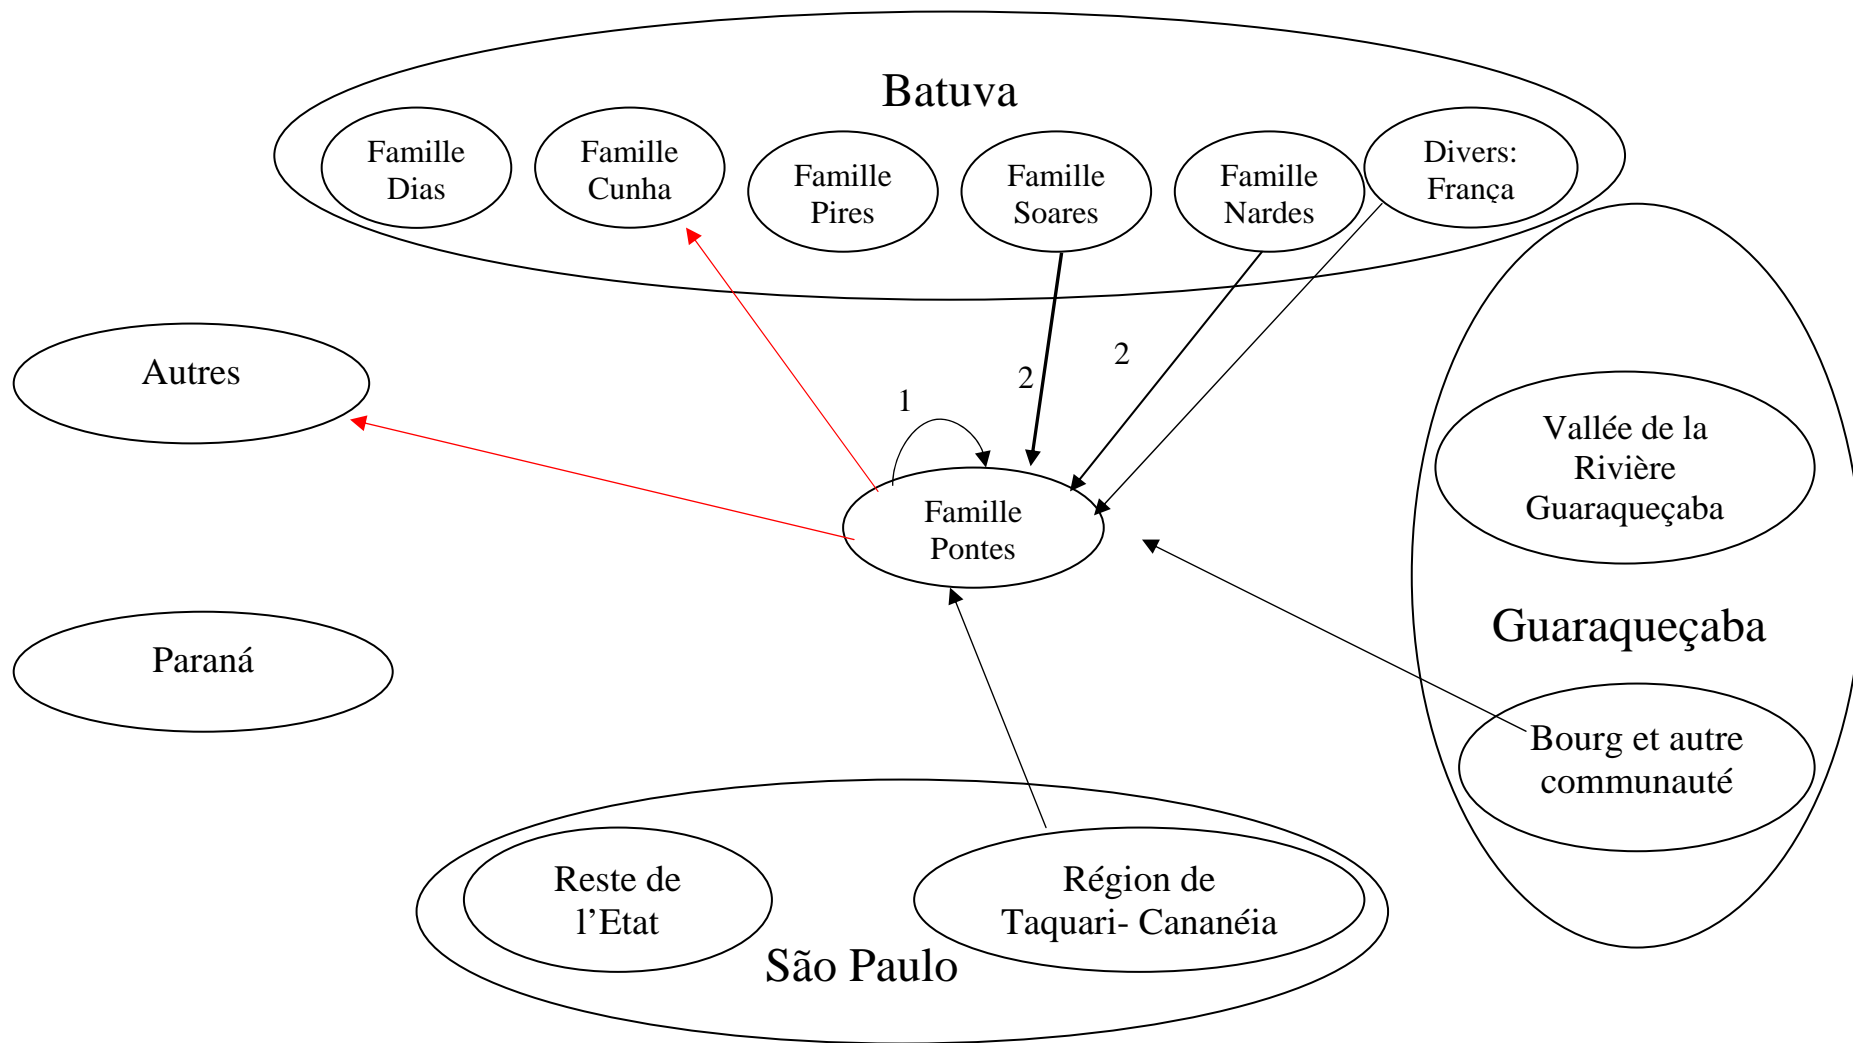 Batuva
Famille
Dias
Famille
Cunha
Famille
Pires
Famille
Soares
Famille
Nardes
Divers:
França
Autres
1
2
2
Vallée de la
Rivière
Guaraqueçaba
Famille
Pontes
Guaraqueçaba
Paraná
Bourg et autre
communauté
Reste de
l’Etat
Région de
Taquari- Cananéia
São Paulo